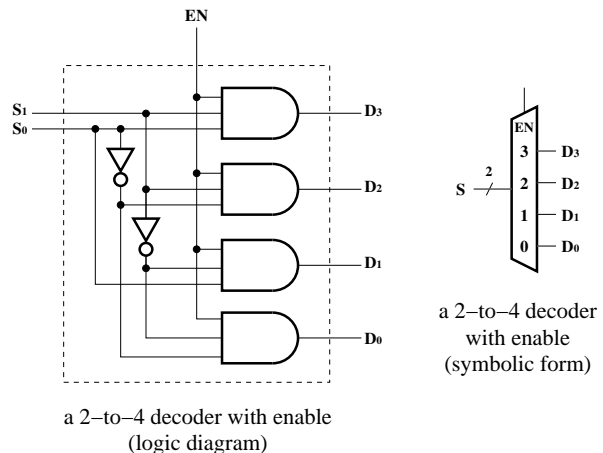 EN
S1
S0
D3
D2
D1
D0
a 2−to−4 decoder with enable
(logic diagram)
EN
3
2
1
0
S
2
D3
D2
D1
D0
a 2−to−4 decoder
with enable
(symbolic form)